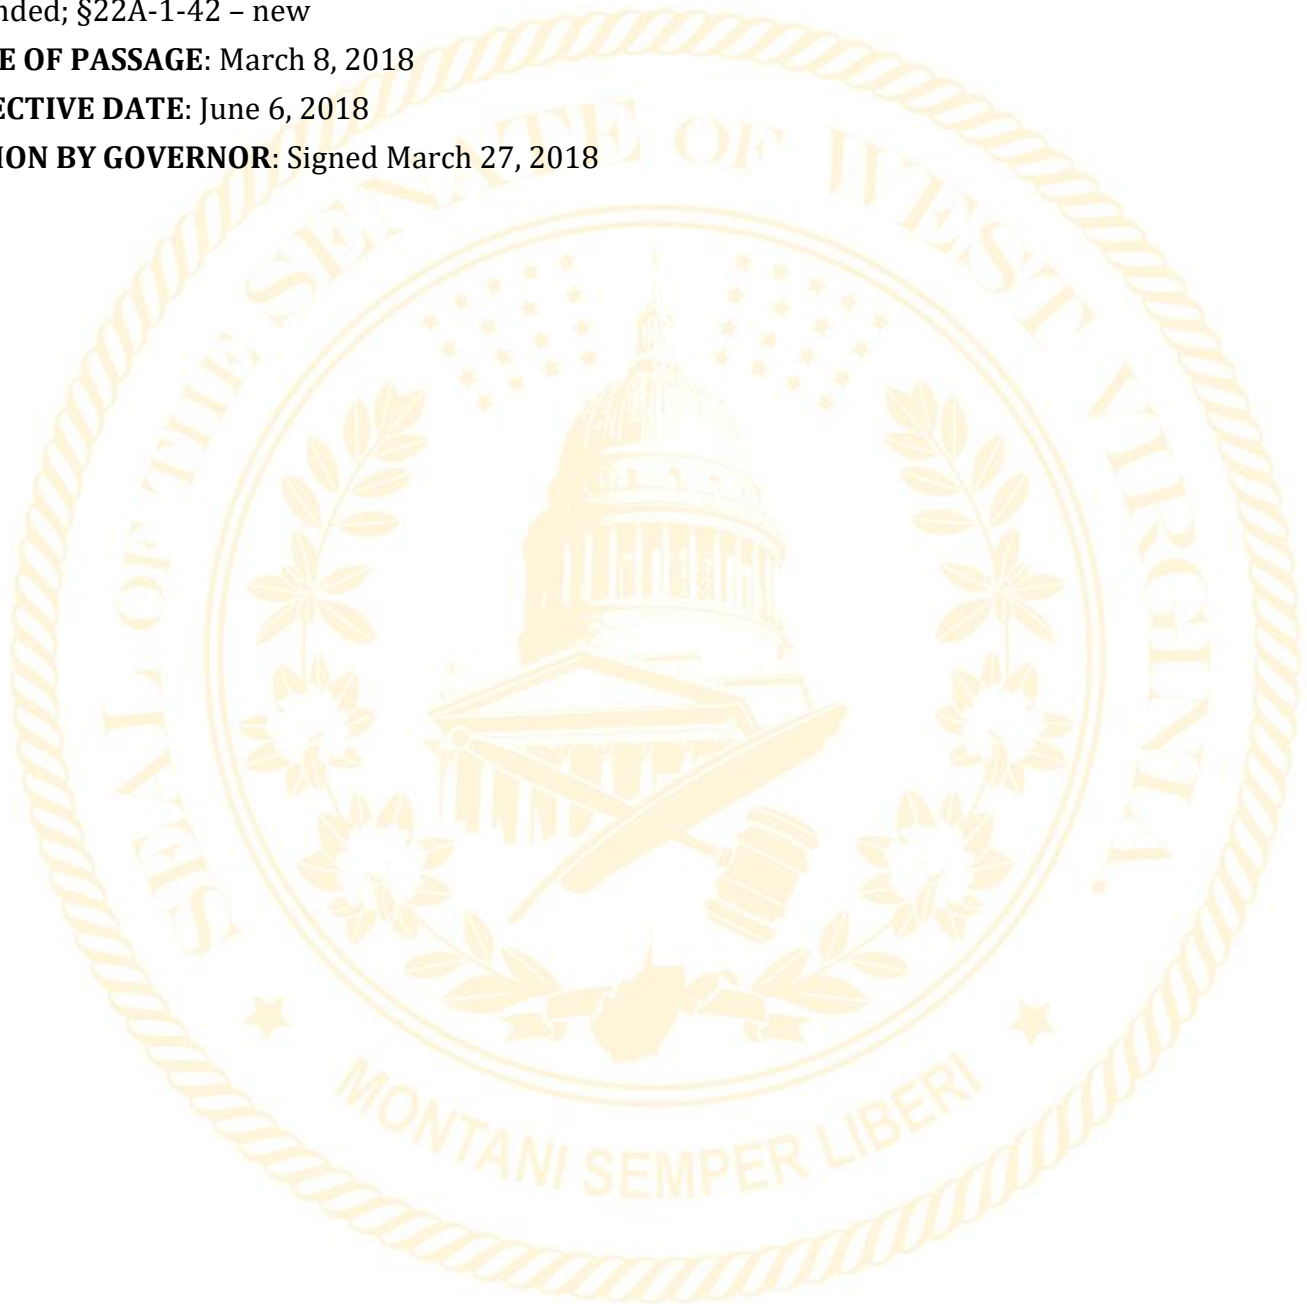 nded; §22A-1-42 – new
E OF PASSAGE: March 8, 2018
ECTIVE DATE: June 6, 2018
ION BY GOVERNOR: Signed March 27, 2018
SEAL OF THE SENATE OF WEST VIRGINIA.
MONTANI SEMPER LIBERI